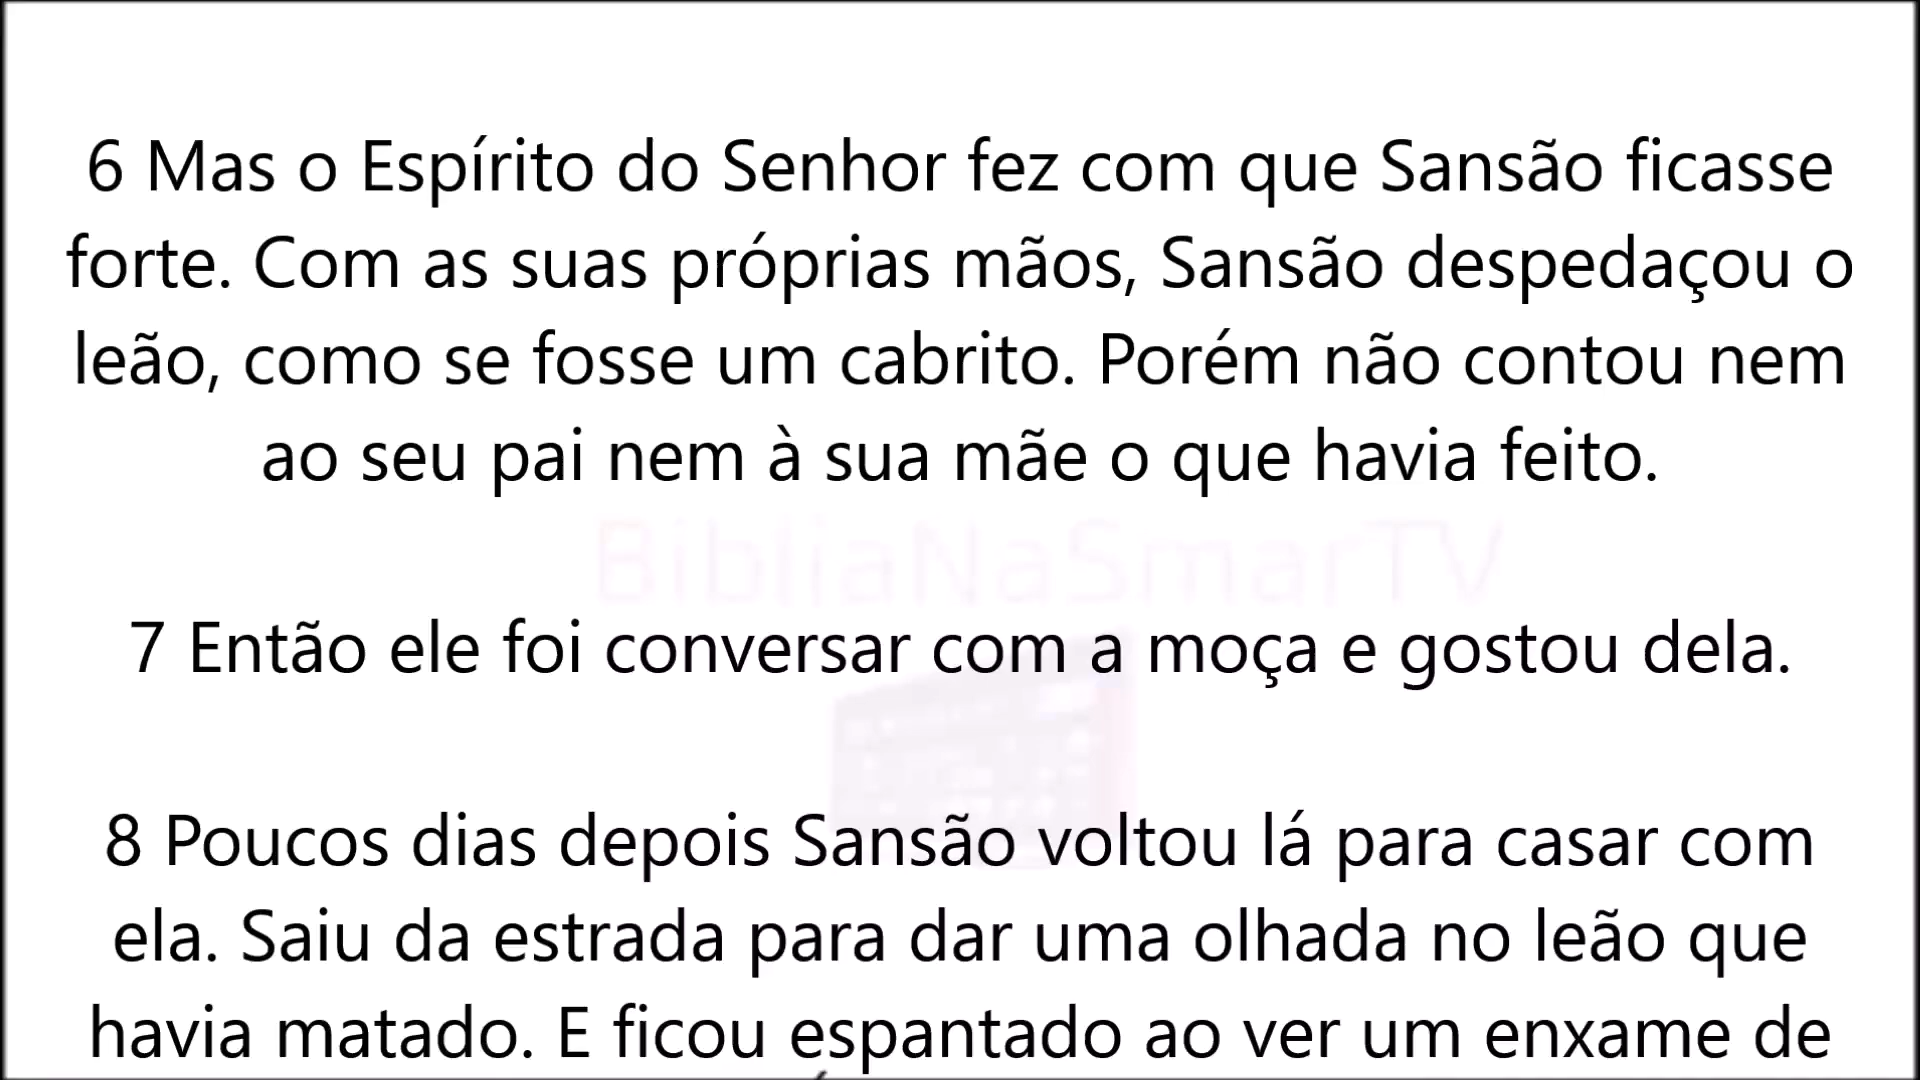 6 Mas o Espírito do Senhor fez com que Sansão ficasse
forte. Com as suas próprias mãos, Sansão despedaçou o
leão, como se fosse um cabrito. Porém não contou nem
ao seu pai nem à sua mãe o que havia feito.
BibliaNaSmarTV
7 Então ele foi conversar com a moça e gostou dela.
8 Poucos dias depois Sansão voltou lá para casar com
ela. Saiu da estrada para dar uma olhada no leão que
havia matado. E ficou espantado ao ver um enxame de